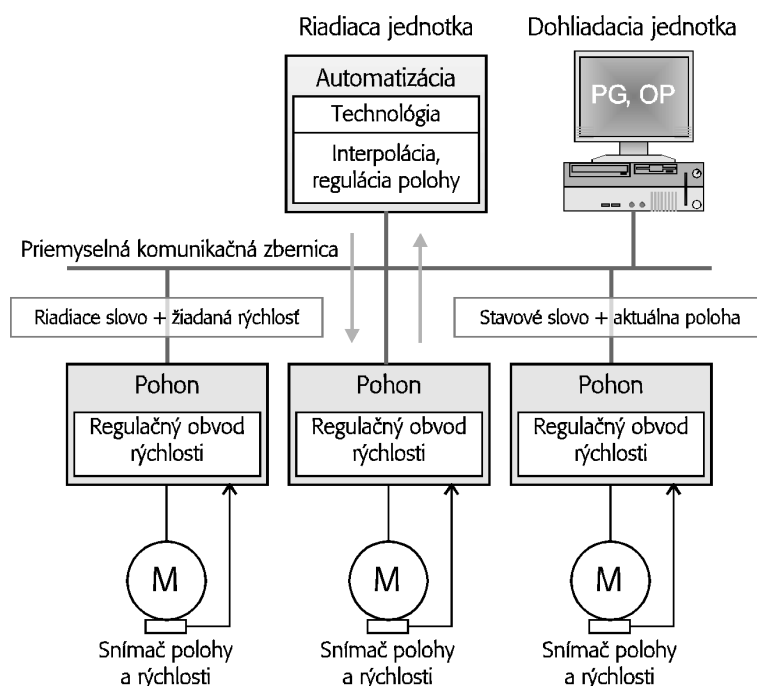 Riadiaca jednotka
Dohliadacia jednotka
Automatizácia
Technológia
Interpolácia,
regulácia polohy
PG, OP
Priemyselná komunikačná zbernica
Riadiace slovo + žiadaná rýchlosť
Stavové slovo + aktuálna poloha
Pohon
Regulačný obvod
rýchlosti
Pohon
Regulačný obvod
rýchlosti
Pohon
Regulačný obvod
rýchlosti
M
M
M
Snímač polohy
a rýchlosti
Snímač polohy
a rýchlosti
Snímač polohy
a rýchlosti